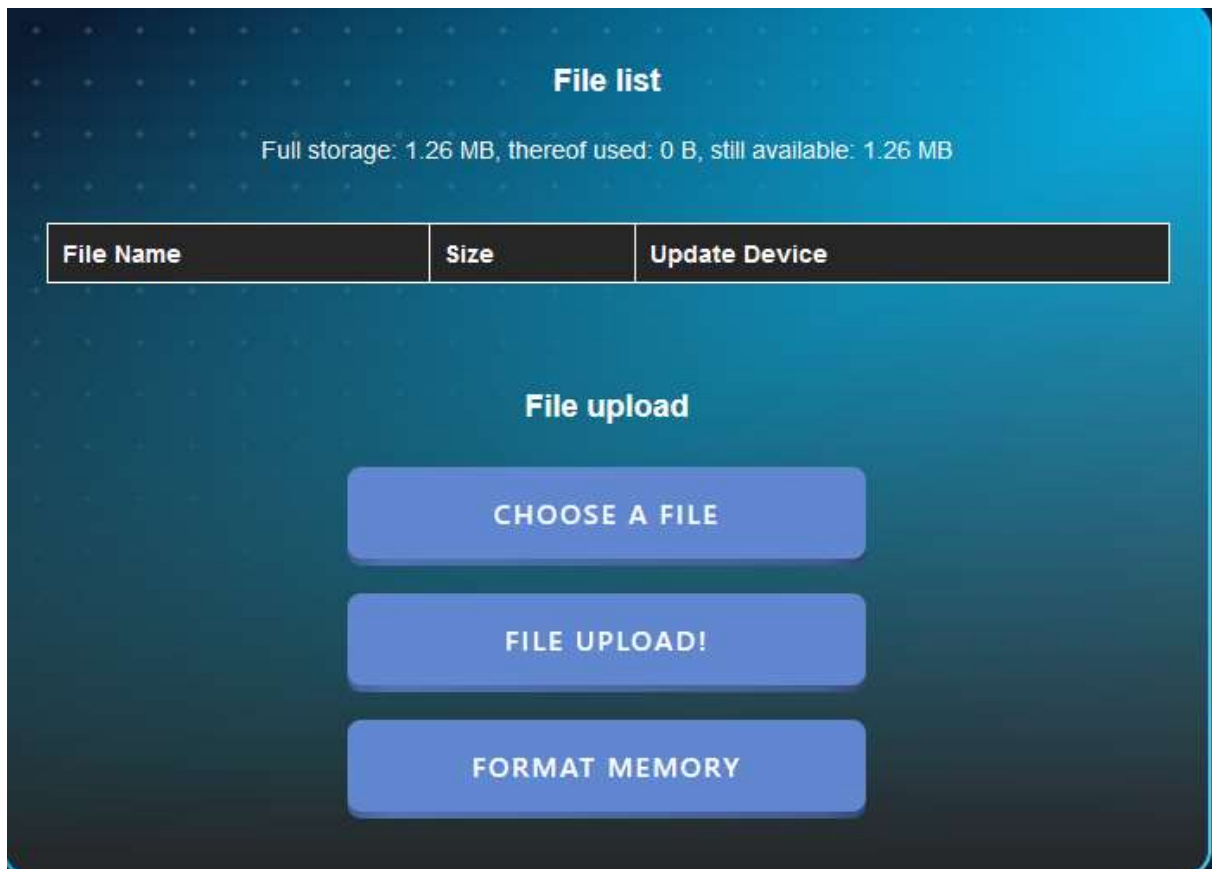 File list
Full storage: 1.26 MB, thereof used: 0 B, still available: 1.26 MB
File Name Size Update Device
File upload
CHOOSE A FILE
FILE UPLOAD!
FORMAT MEMORY